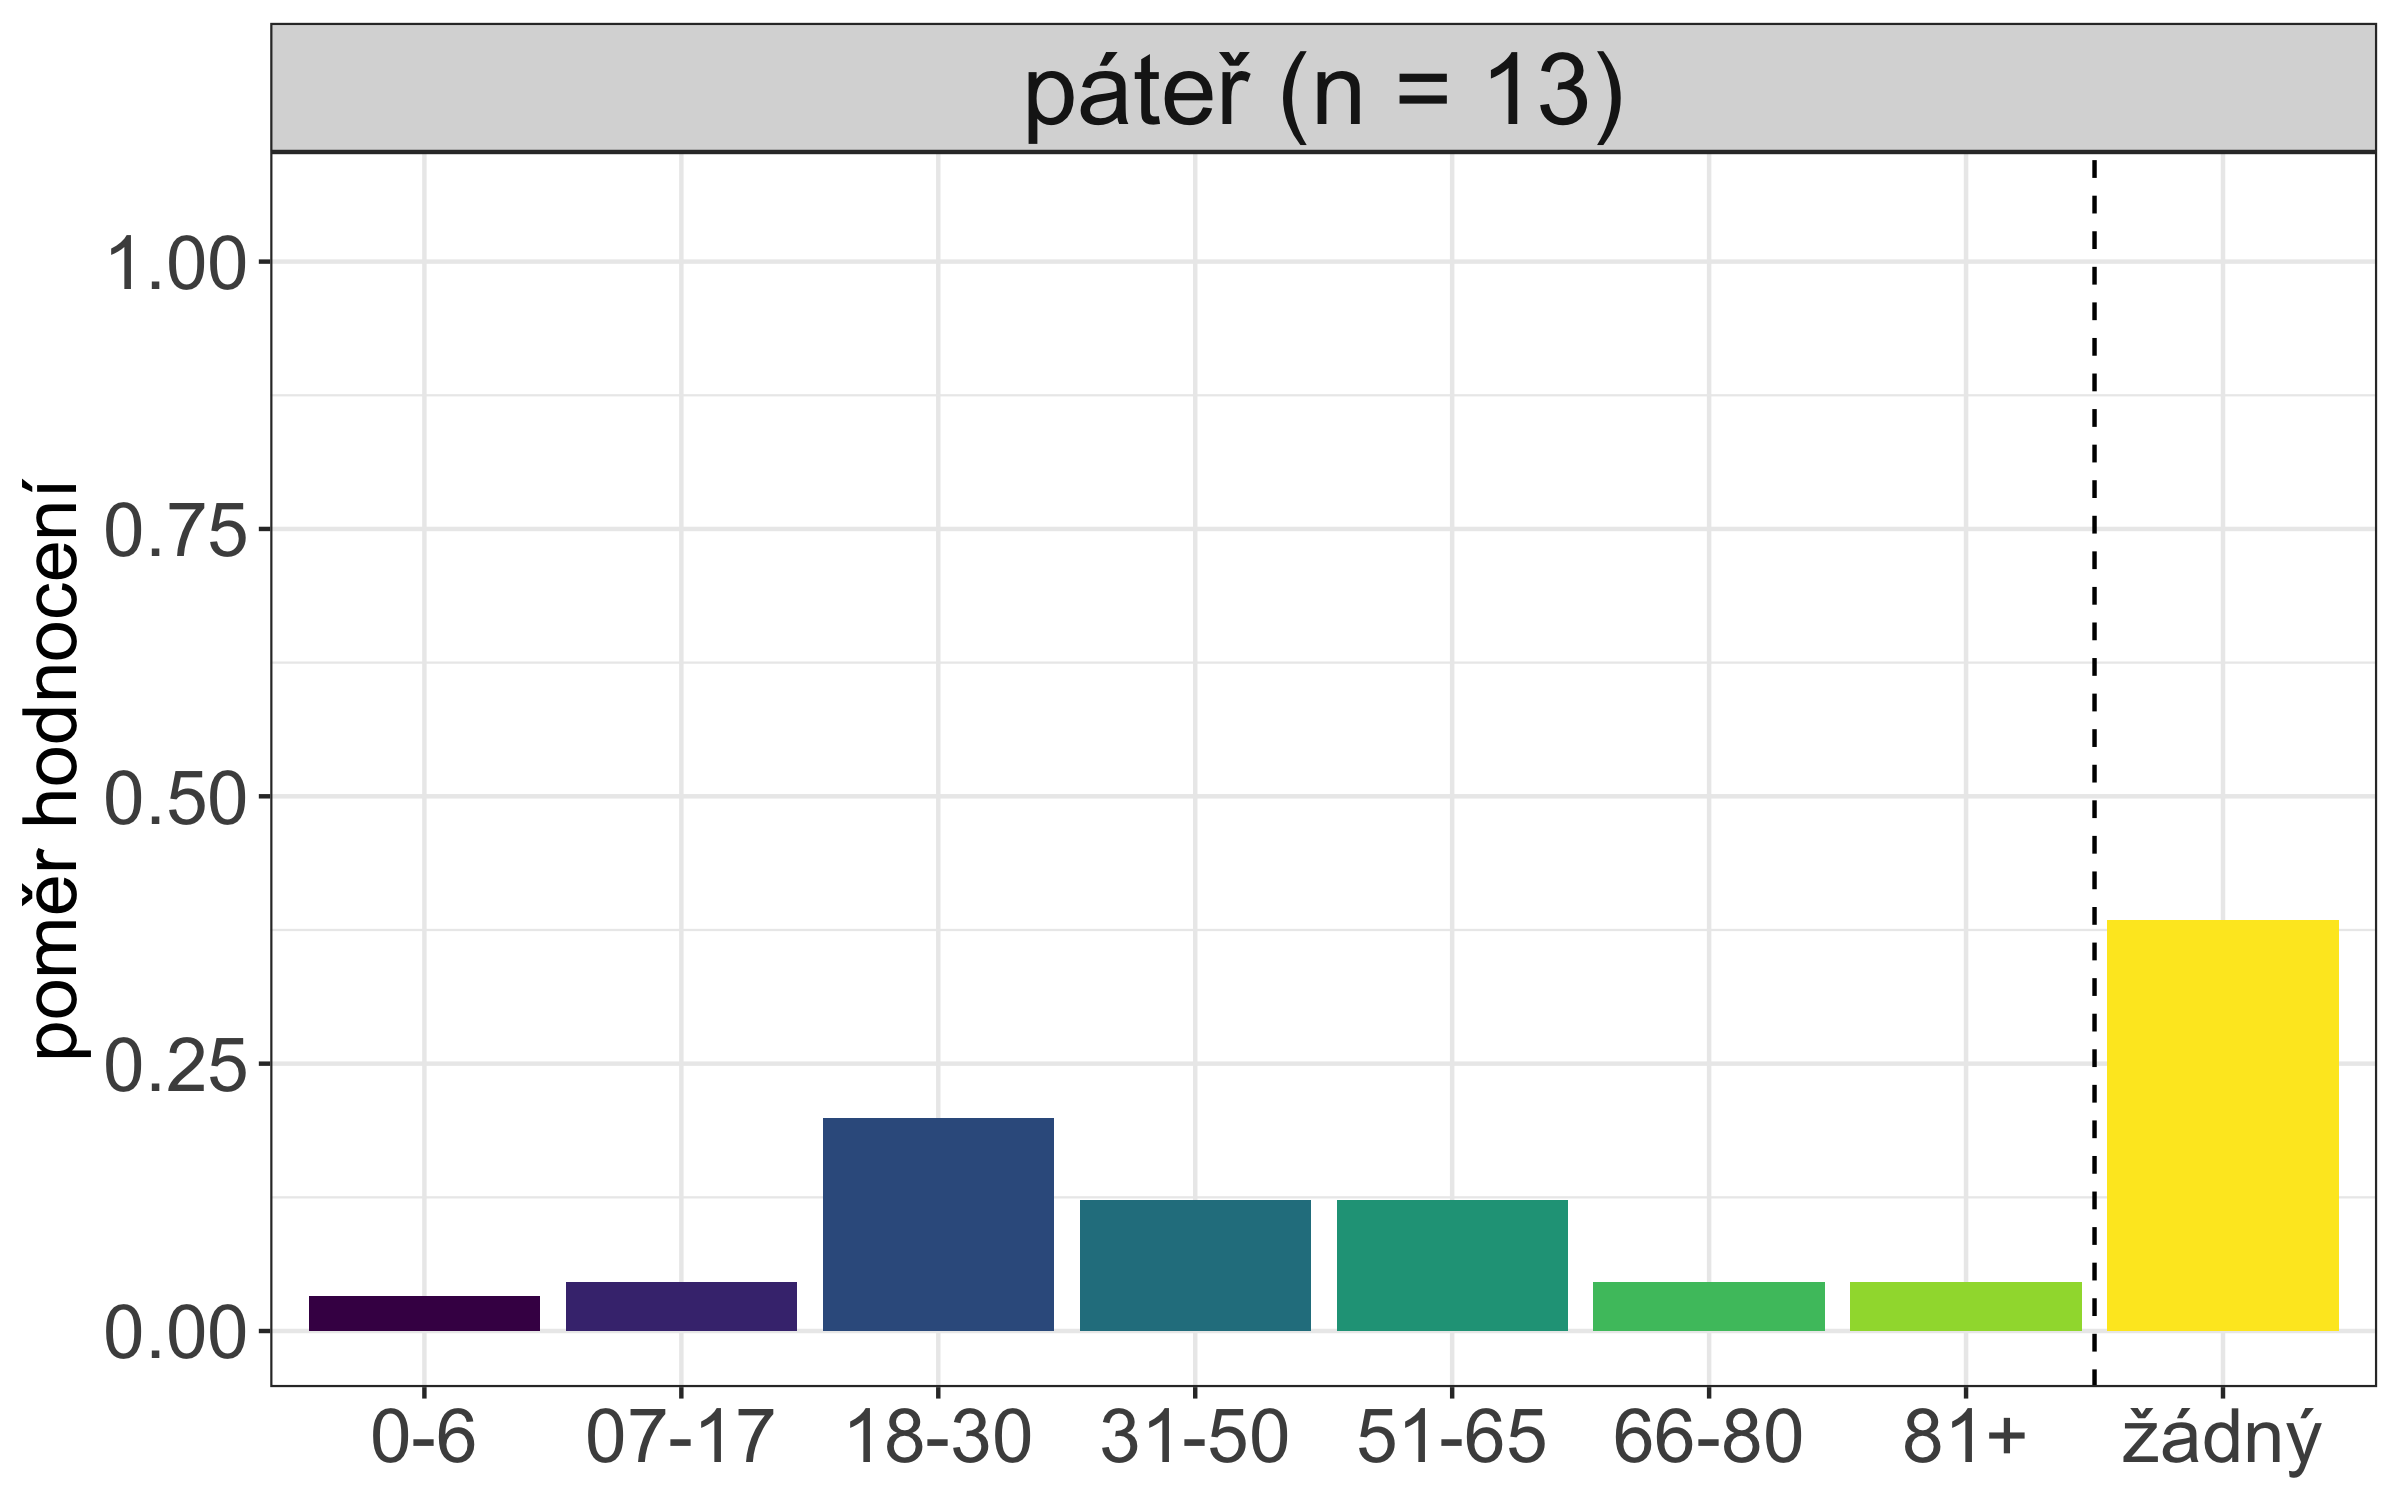 páteř (n = 13)
poměr hodnocení
1.00
0.75
0.50
0.25
0.00
0-6 07-17 18-30 31-50 51-65 66-80 81+ žádný